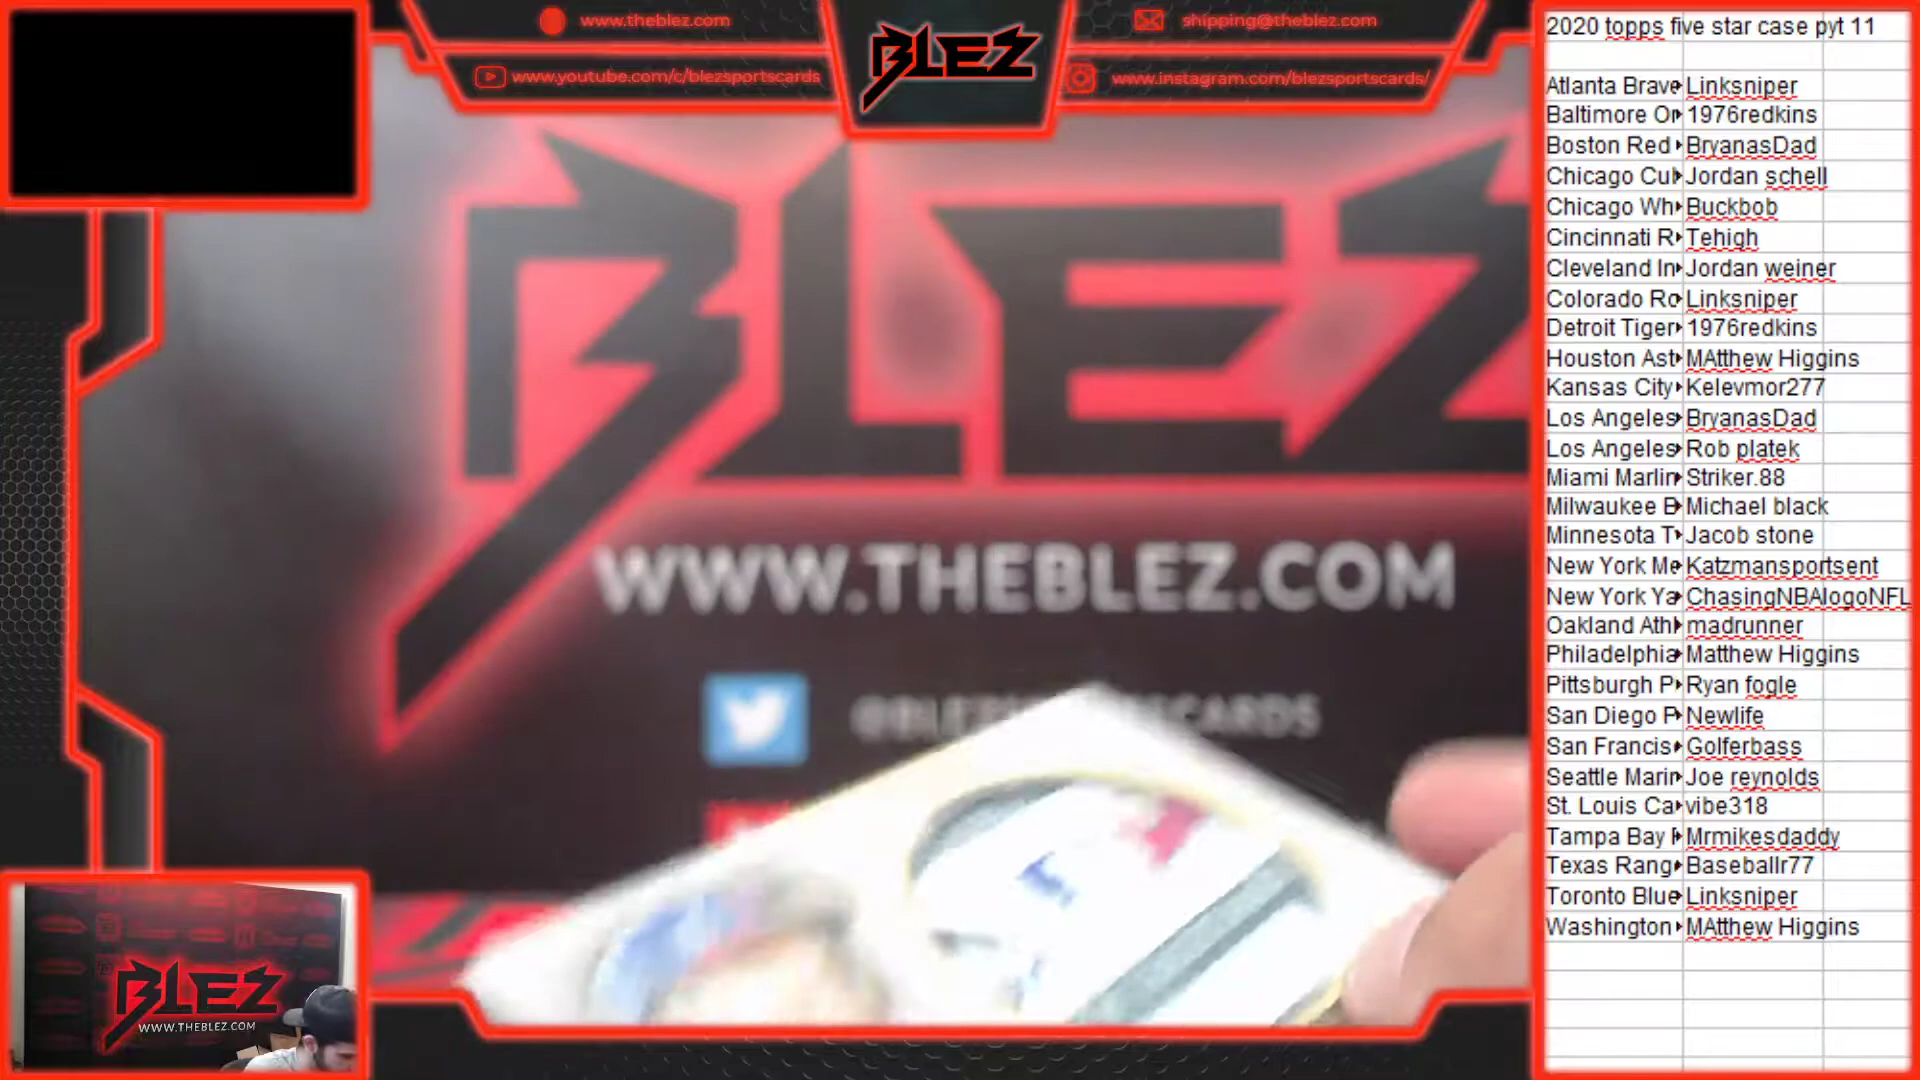 www.theblez.com
shipping@theblez.com
www.youtube.com/c/blezsportscards
www.instagram.com/blezsportscards/
BLEZ
BLEZ
WWW.THEBLEZ.COM
BLEZ
WWW.THEBLEZ.COM
2020 topps five star case pyt 11
Atlanta Brave Linksniper
Baltimore Or 1976redkins
Boston Red BryanasDad
Chicago Cul Jordan schell
Chicago Wh Buckbob
Cincinnati R Tehigh
Cleveland In Jordan weiner
Colorado Ro Linksniper
Detroit Tiger 1976redkins
Houston Ast MAtthew Higgins
Kansas City Kelevmor277
Los Angeles BryanasDad
Los Angeles Rob platek
Miami Marlin Striker.88
Milwaukee B Michael black
Minnesota T Jacob stone
New York Me Katzmansportsent
New York Ya ChasingNBAlogoNFL
Oakland Ath madrunner
Philadelphia Matthew Higgins
Pittsburgh P Ryan fogle
San Diego P Newlife
San Francis Golferbass
Seattle Marin Joe reynolds
St. Louis Ca vibe318
Tampa Bay Mrmikesdaddy
Texas Rang Baseballr77
Toronto Blue Linksniper
Washington MAtthew Higgins